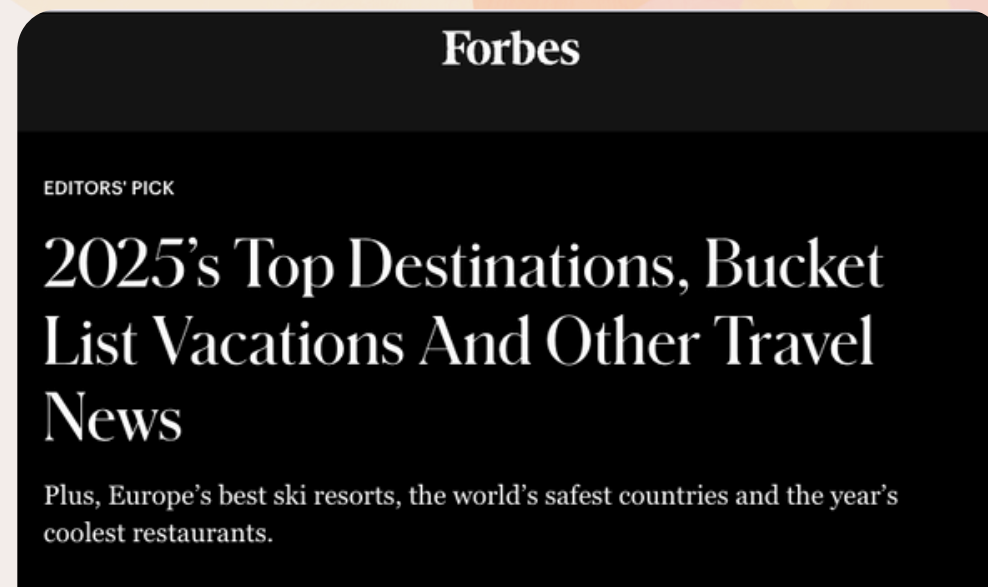 Forbes
EDITORS' PICK
2025’s Top Destinations, Bucket
List Vacations And Other Travel
News
Plus, Europe’s best ski resorts, the world’s safest countries and the year’s
coolest restaurants.